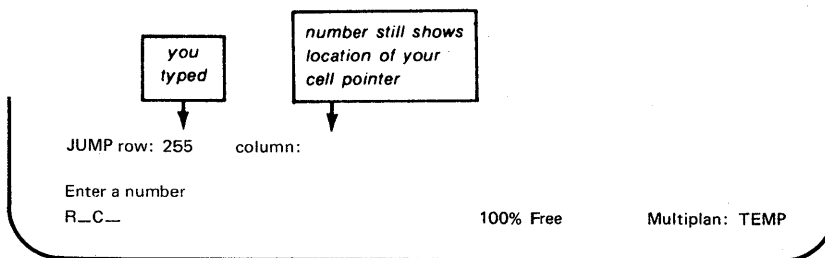 you
typed
number still shows
location of your
cell pointer
JUMP row: 255 column:
Enter a number
R_C_ 100% Free Multiplan: TEMP